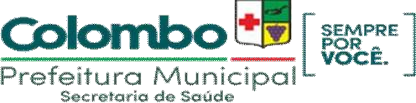 Colombo
Prefeitura Municipal
Secretaria de Saúde
SEMPRE
POR
VOCÊ.